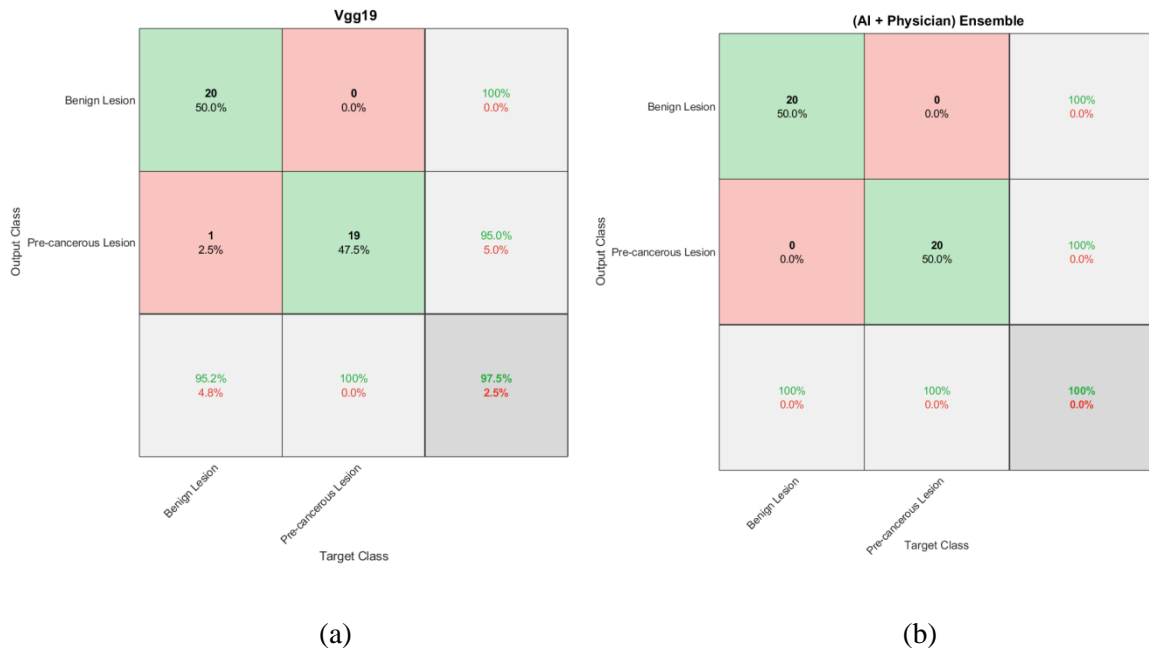 Vgg19
Benign Lesion
20
50.0%
0
0.0%
100%
0.0%
Pre-cancerous Lesion
1
2.5%
19
47.5%
95.0%
5.0%
95.2%
4.8%
100%
0.0%
97.5%
2.5%
Output Class
Benign Lesion
Pre-cancerous Lesion
Target Class
(a)
(AI + Physician) Ensemble
Benign Lesion
20
50.0%
0
0.0%
100%
0.0%
Pre-cancerous Lesion
0
0.0%
20
50.0%
100%
0.0%
100%
0.0%
100%
0.0%
100%
0.0%
Output Class
Benign Lesion
Pre-cancerous Lesion
Target Class
(b)